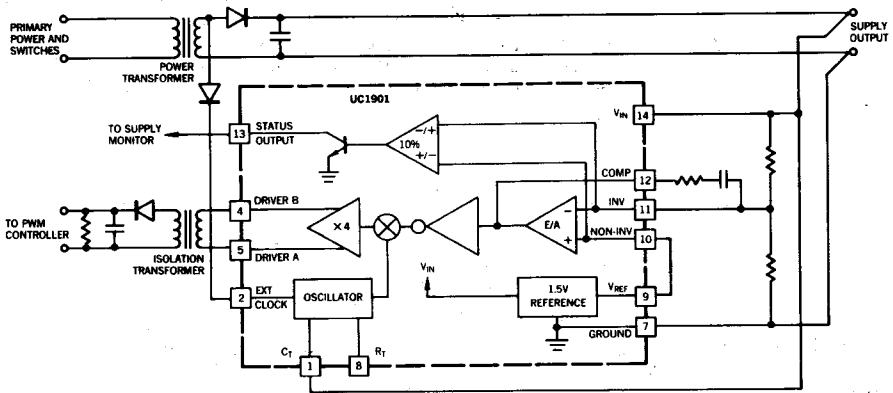 PRIMARY
POWER AND
SWITCHES
POWER
TRANSFORMER
SUPPLY
OUTPUT
UC1901
TO SUPPLY
MONITOR
13
STATUS
OUTPUT
−/+
10%
+/−
VIN
14
COMP
12
INV
11
NON-INV
10
TO PWM
CONTROLLER
ISOLATION
TRANSFORMER
4
DRIVER B
5
DRIVER A
×4
E/A
−
+
2
EXT
CLOCK
OSCILLATOR
VIN
1.5V
REFERENCE
VREF
9
GROUND
7
CT
1
8
RT